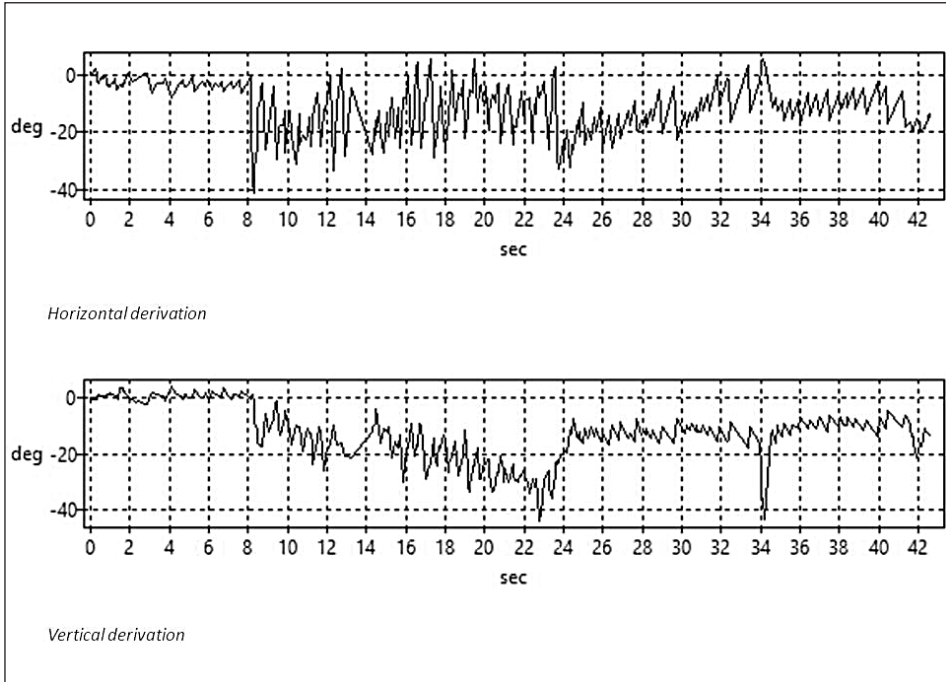 0
deg -20
-40
0 2 4 6 8 10 12 14 16 18 20 22 24 26 28 30 32 34 36 38 40 42
sec
Horizontal derivation
0
deg -20
-40
0 2 4 6 8 10 12 14 16 18 20 22 24 26 28 30 32 34 36 38 40 42
sec
Vertical derivation